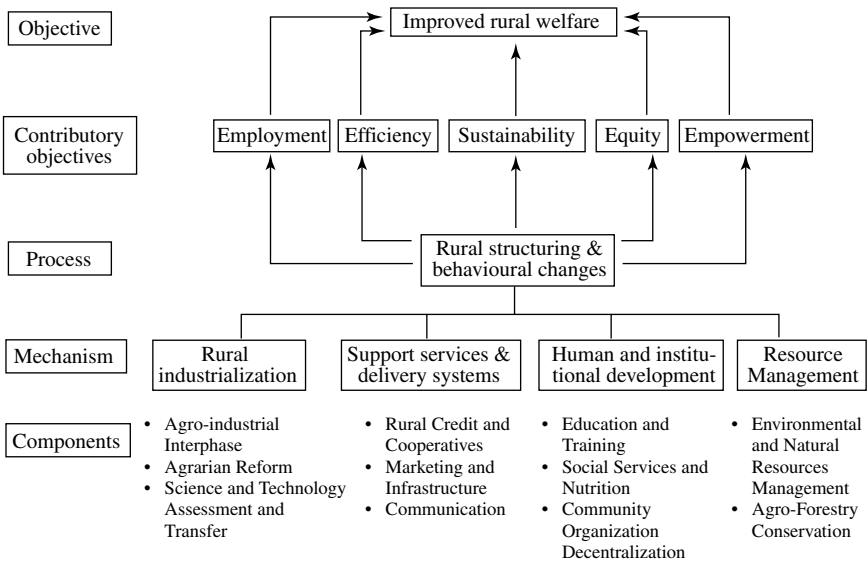 Objective
Improved rural welfare
Contributory
objectives
Employment
Efficiency
Sustainability
Equity
Empowerment
Process
Rural structuring &
behavioural changes
Mechanism
Rural
industrialization
Support services &
delivery systems
Human and institu-
tional development
Resource
Management
Components
• Agro-industrial
Interphase
• Agrarian Reform
• Science and Technology
Assessment and
Transfer
• Rural Credit and
Cooperatives
• Marketing and
Infrastructure
• Communication
• Education and
Training
• Social Services and
Nutrition
• Community
Organization
Decentralization
• Environmental
and Natural
Resources
Management
• Agro-Forestry
Conservation